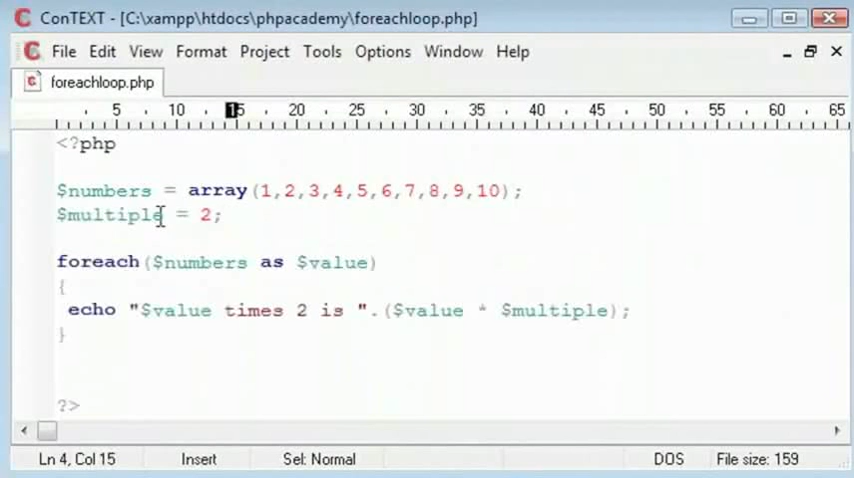 ConTEXT - [C:\xampp\htdocs\phpacademy\foreachloop.php]
File Edit View Format Project Tools Options Window Help
foreachloop.php
5 10 15 20 25 30 35 40 45 50 55 60 65
<?php
$numbers = array(1,2,3,4,5,6,7,8,9,10);
$multiple = 2;
foreach($numbers as $value)
{
echo "$value times 2 is ".($value * $multiple);
}
?>
Ln 4, Col 15 Insert Sel: Normal DOS File size: 159